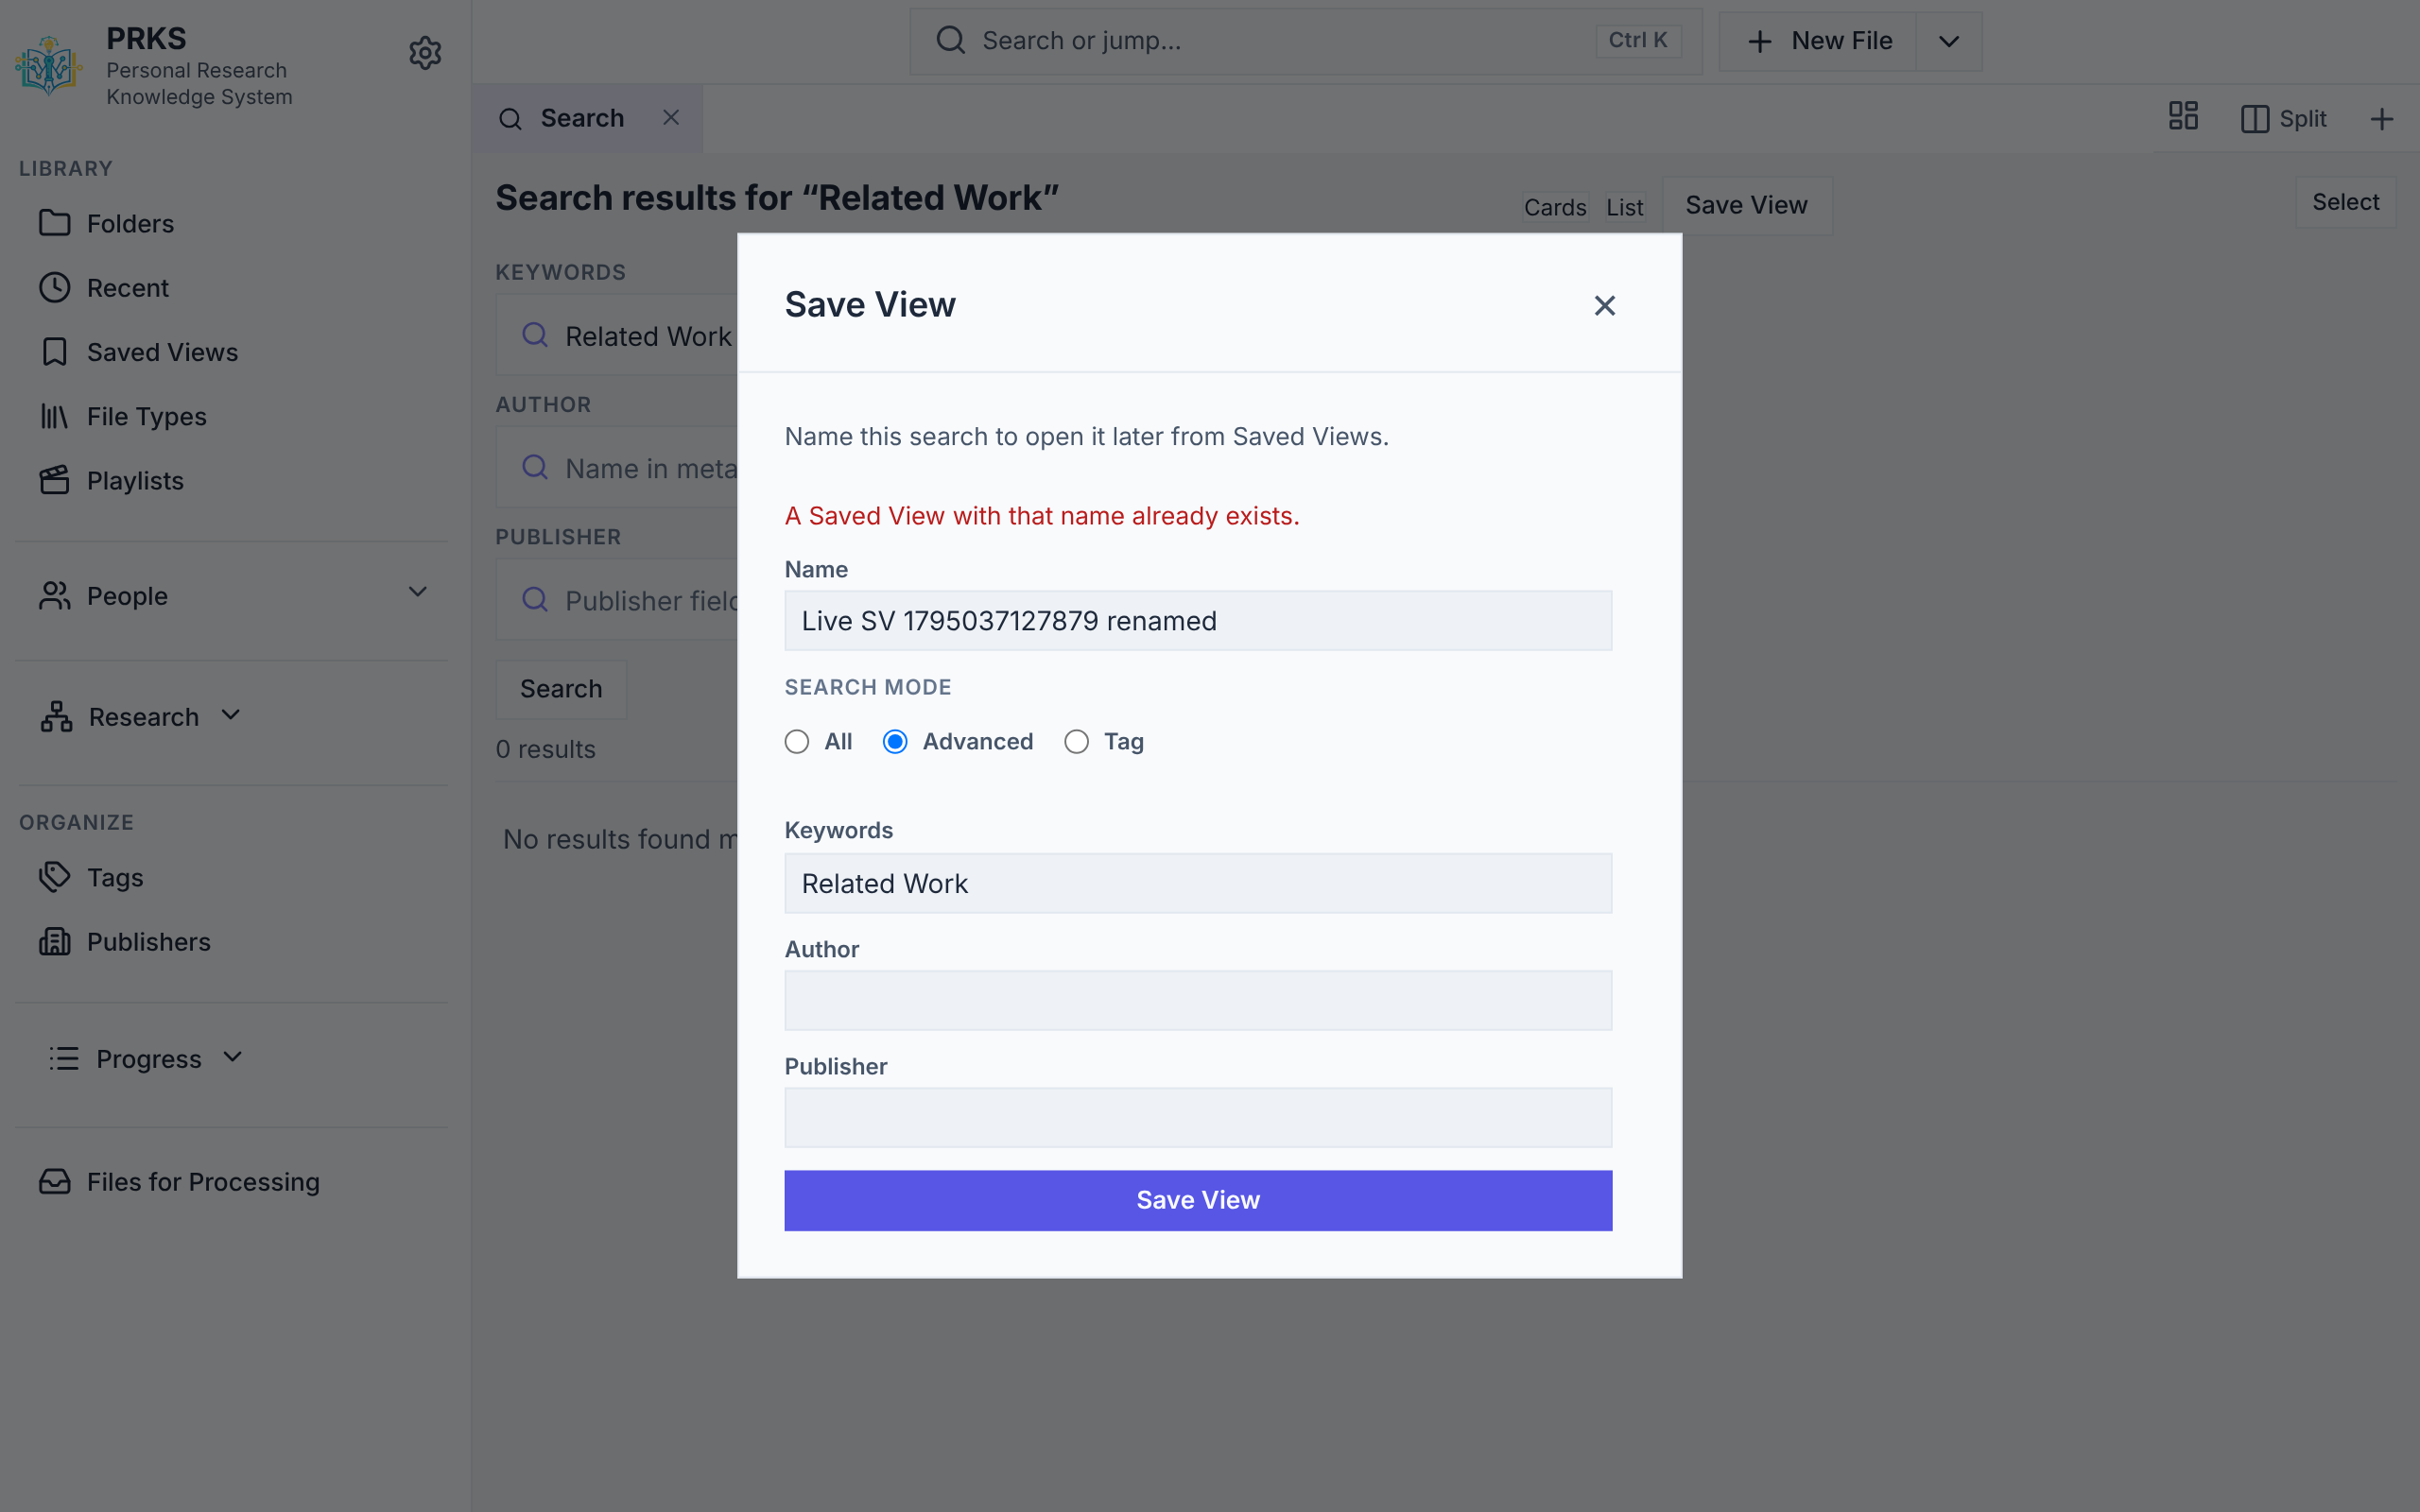 PRKS
Personal Research
Knowledge System
LIBRARY
Folders
Recent
Saved Views
File Types
Playlists
People
Research
ORGANIZE
Tags
Publishers
Progress
Files for Processing
Search or jump...
Ctrl K
New File
Search
Split
Search results for “Related Work”
Cards
List
Save View
Select
KEYWORDS
Related Work
AUTHOR
Name in meta
PUBLISHER
Publisher field
Search
0 results
No results found m
Save View
Name this search to open it later from Saved Views.
A Saved View with that name already exists.
Name
Live SV 1795037127879 renamed
SEARCH MODE
All
Advanced
Tag
Keywords
Related Work
Author
Publisher
Save View